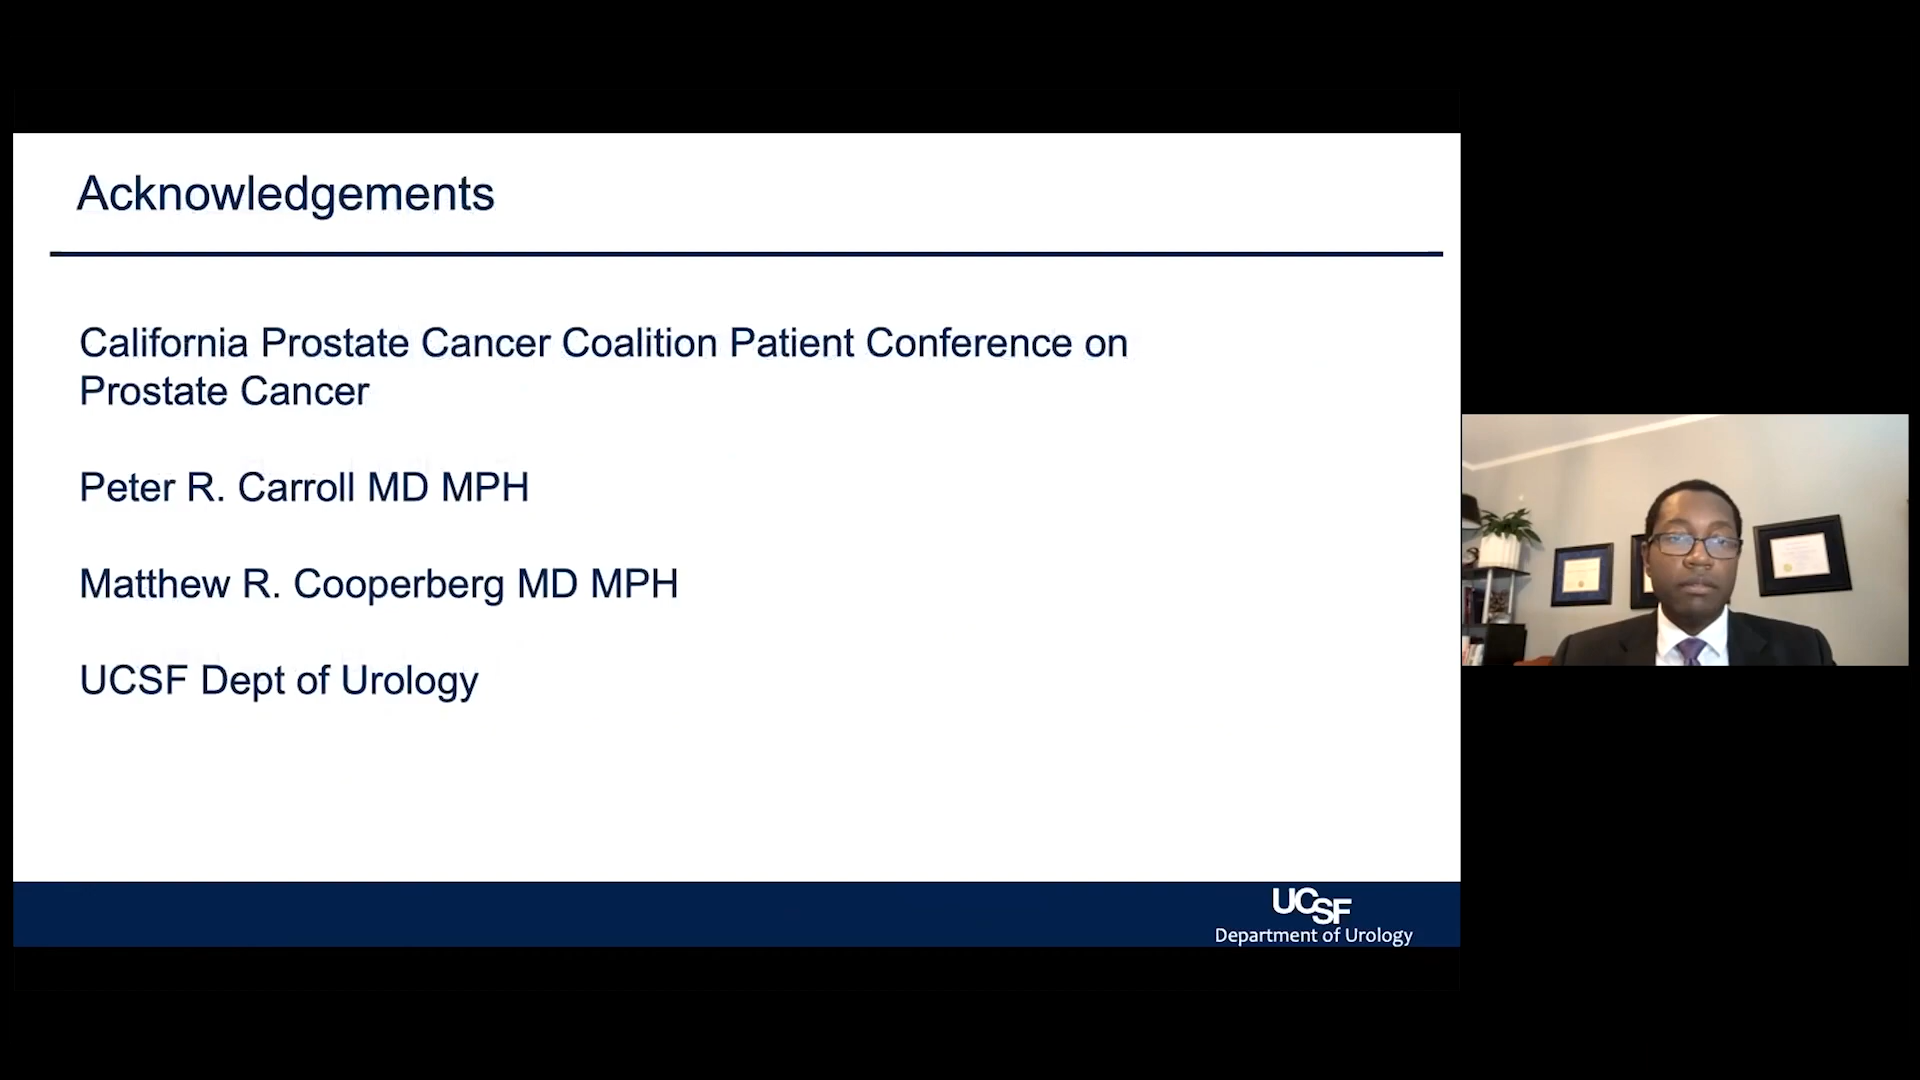 Acknowledgements
California Prostate Cancer Coalition Patient Conference on
Prostate Cancer
Peter R. Carroll MD MPH
Matthew R. Cooperberg MD MPH
UCSF Dept of Urology
UCSF
Department of Urology